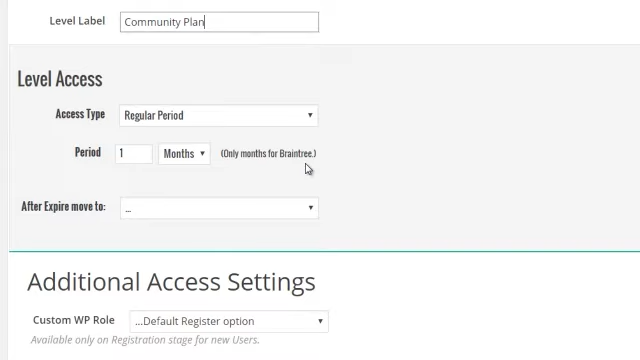 Level Label Community Plan
Level Access
Access Type Regular Period
Period 1 Months (Only months for Braintree.)
After Expire move to: ...
Additional Access Settings
Custom WP Role ...Default Register option
Available only on Registration stage for new Users.